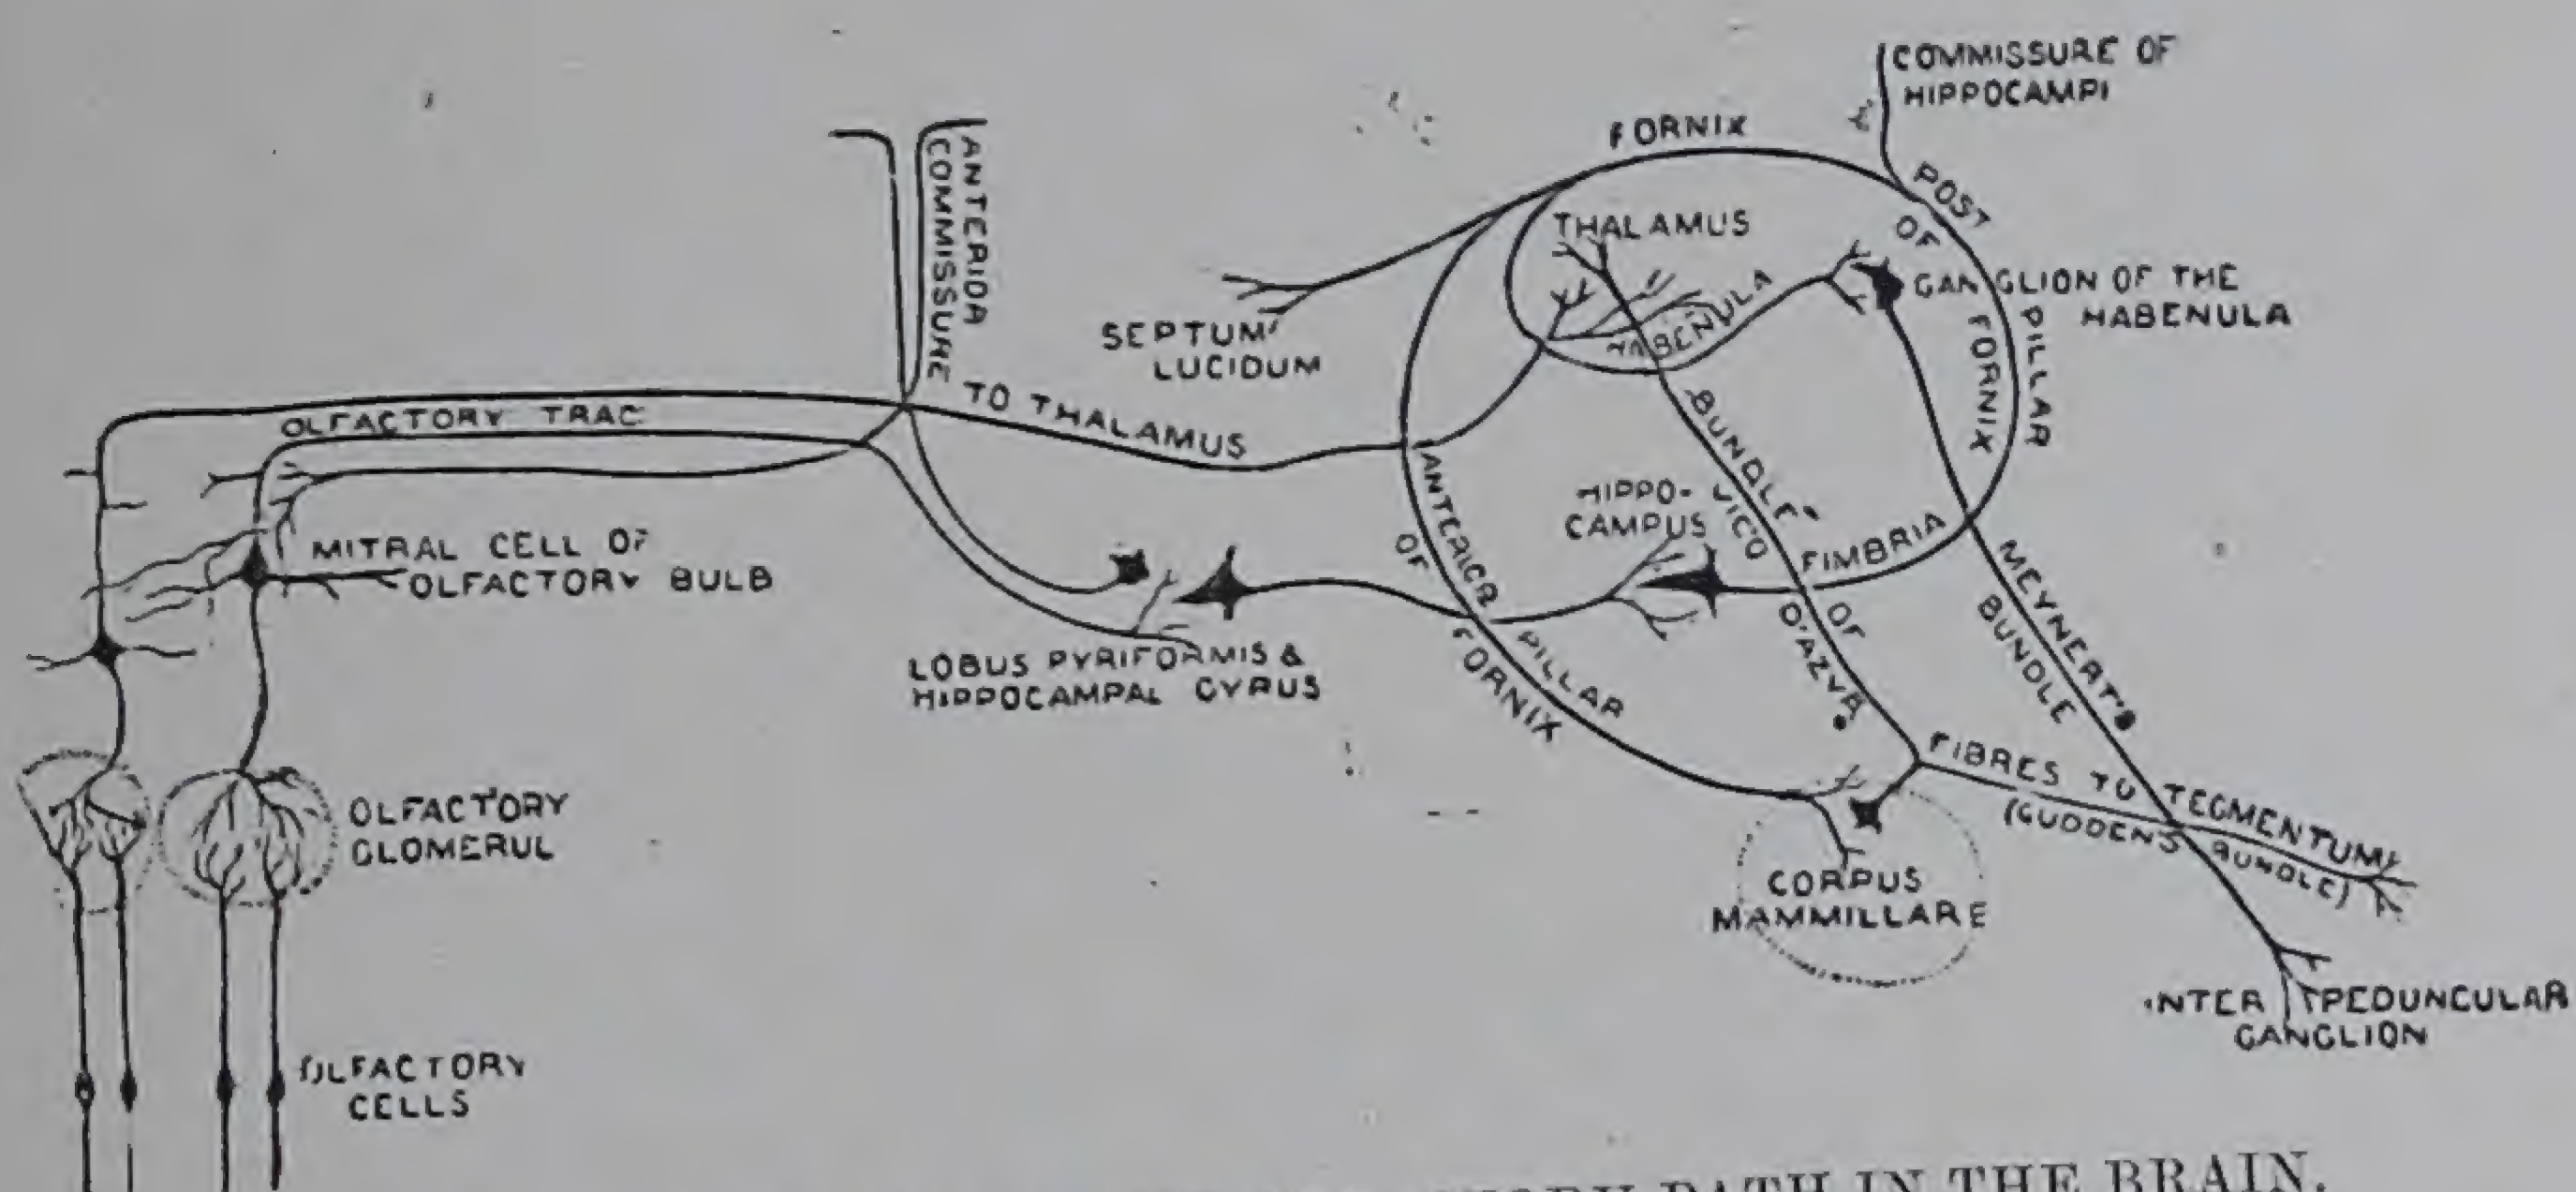 COMMISSURE OF
HIPPOCAMPI
FORNIX
POST
PILLAR
OF
FORNIX
ANTERIOR
COMMISSURE
THALAMUS
HABENULA
GANGLION OF THE
HABENULA
SEPTUM
LUCIDUM
TO THALAMUS
OLFACTORY TRAC
BUNDLE
OF
VICQ
D'AZYR
HIPPO-
CAMPUS
FIMBRIA
ANTERIOR
PILLAR
OF
FORNIX
MITRAL CELL OF
OLFACTORY BULB
MEYNERT'S
BUNDLE
LOBUS PYRIFORMIS &
HIPPOCAMPAL GYRUS
FIBRES TO TEGMENTUM
(GUDDENS BUNDLE)
OLFACTORY
GLOMERUL
CORPUS
MAMMILLARE
INTER PEDUNCULAR
GANGLION
OLFACTORY
CELLS
PATH IN THE BRAIN.